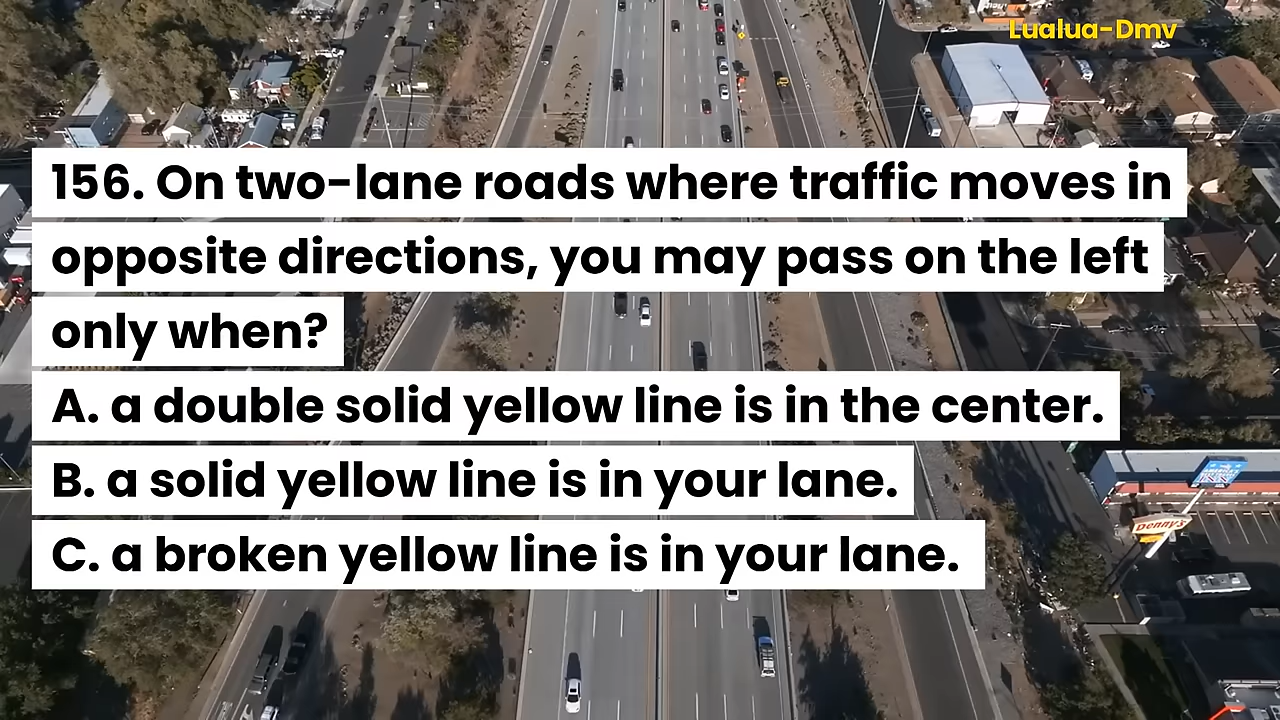 Lualua-Dmv
156. On two-lane roads where traffic moves in
opposite directions, you may pass on the left
only when?
A. a double solid yellow line is in the center.
B. a solid yellow line is in your lane.
C. a broken yellow line is in your lane.
Denny's